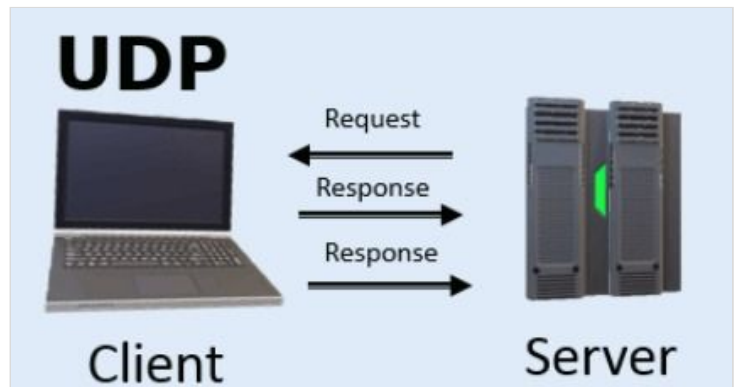 UDP
Request
Response
Response
Client
Server